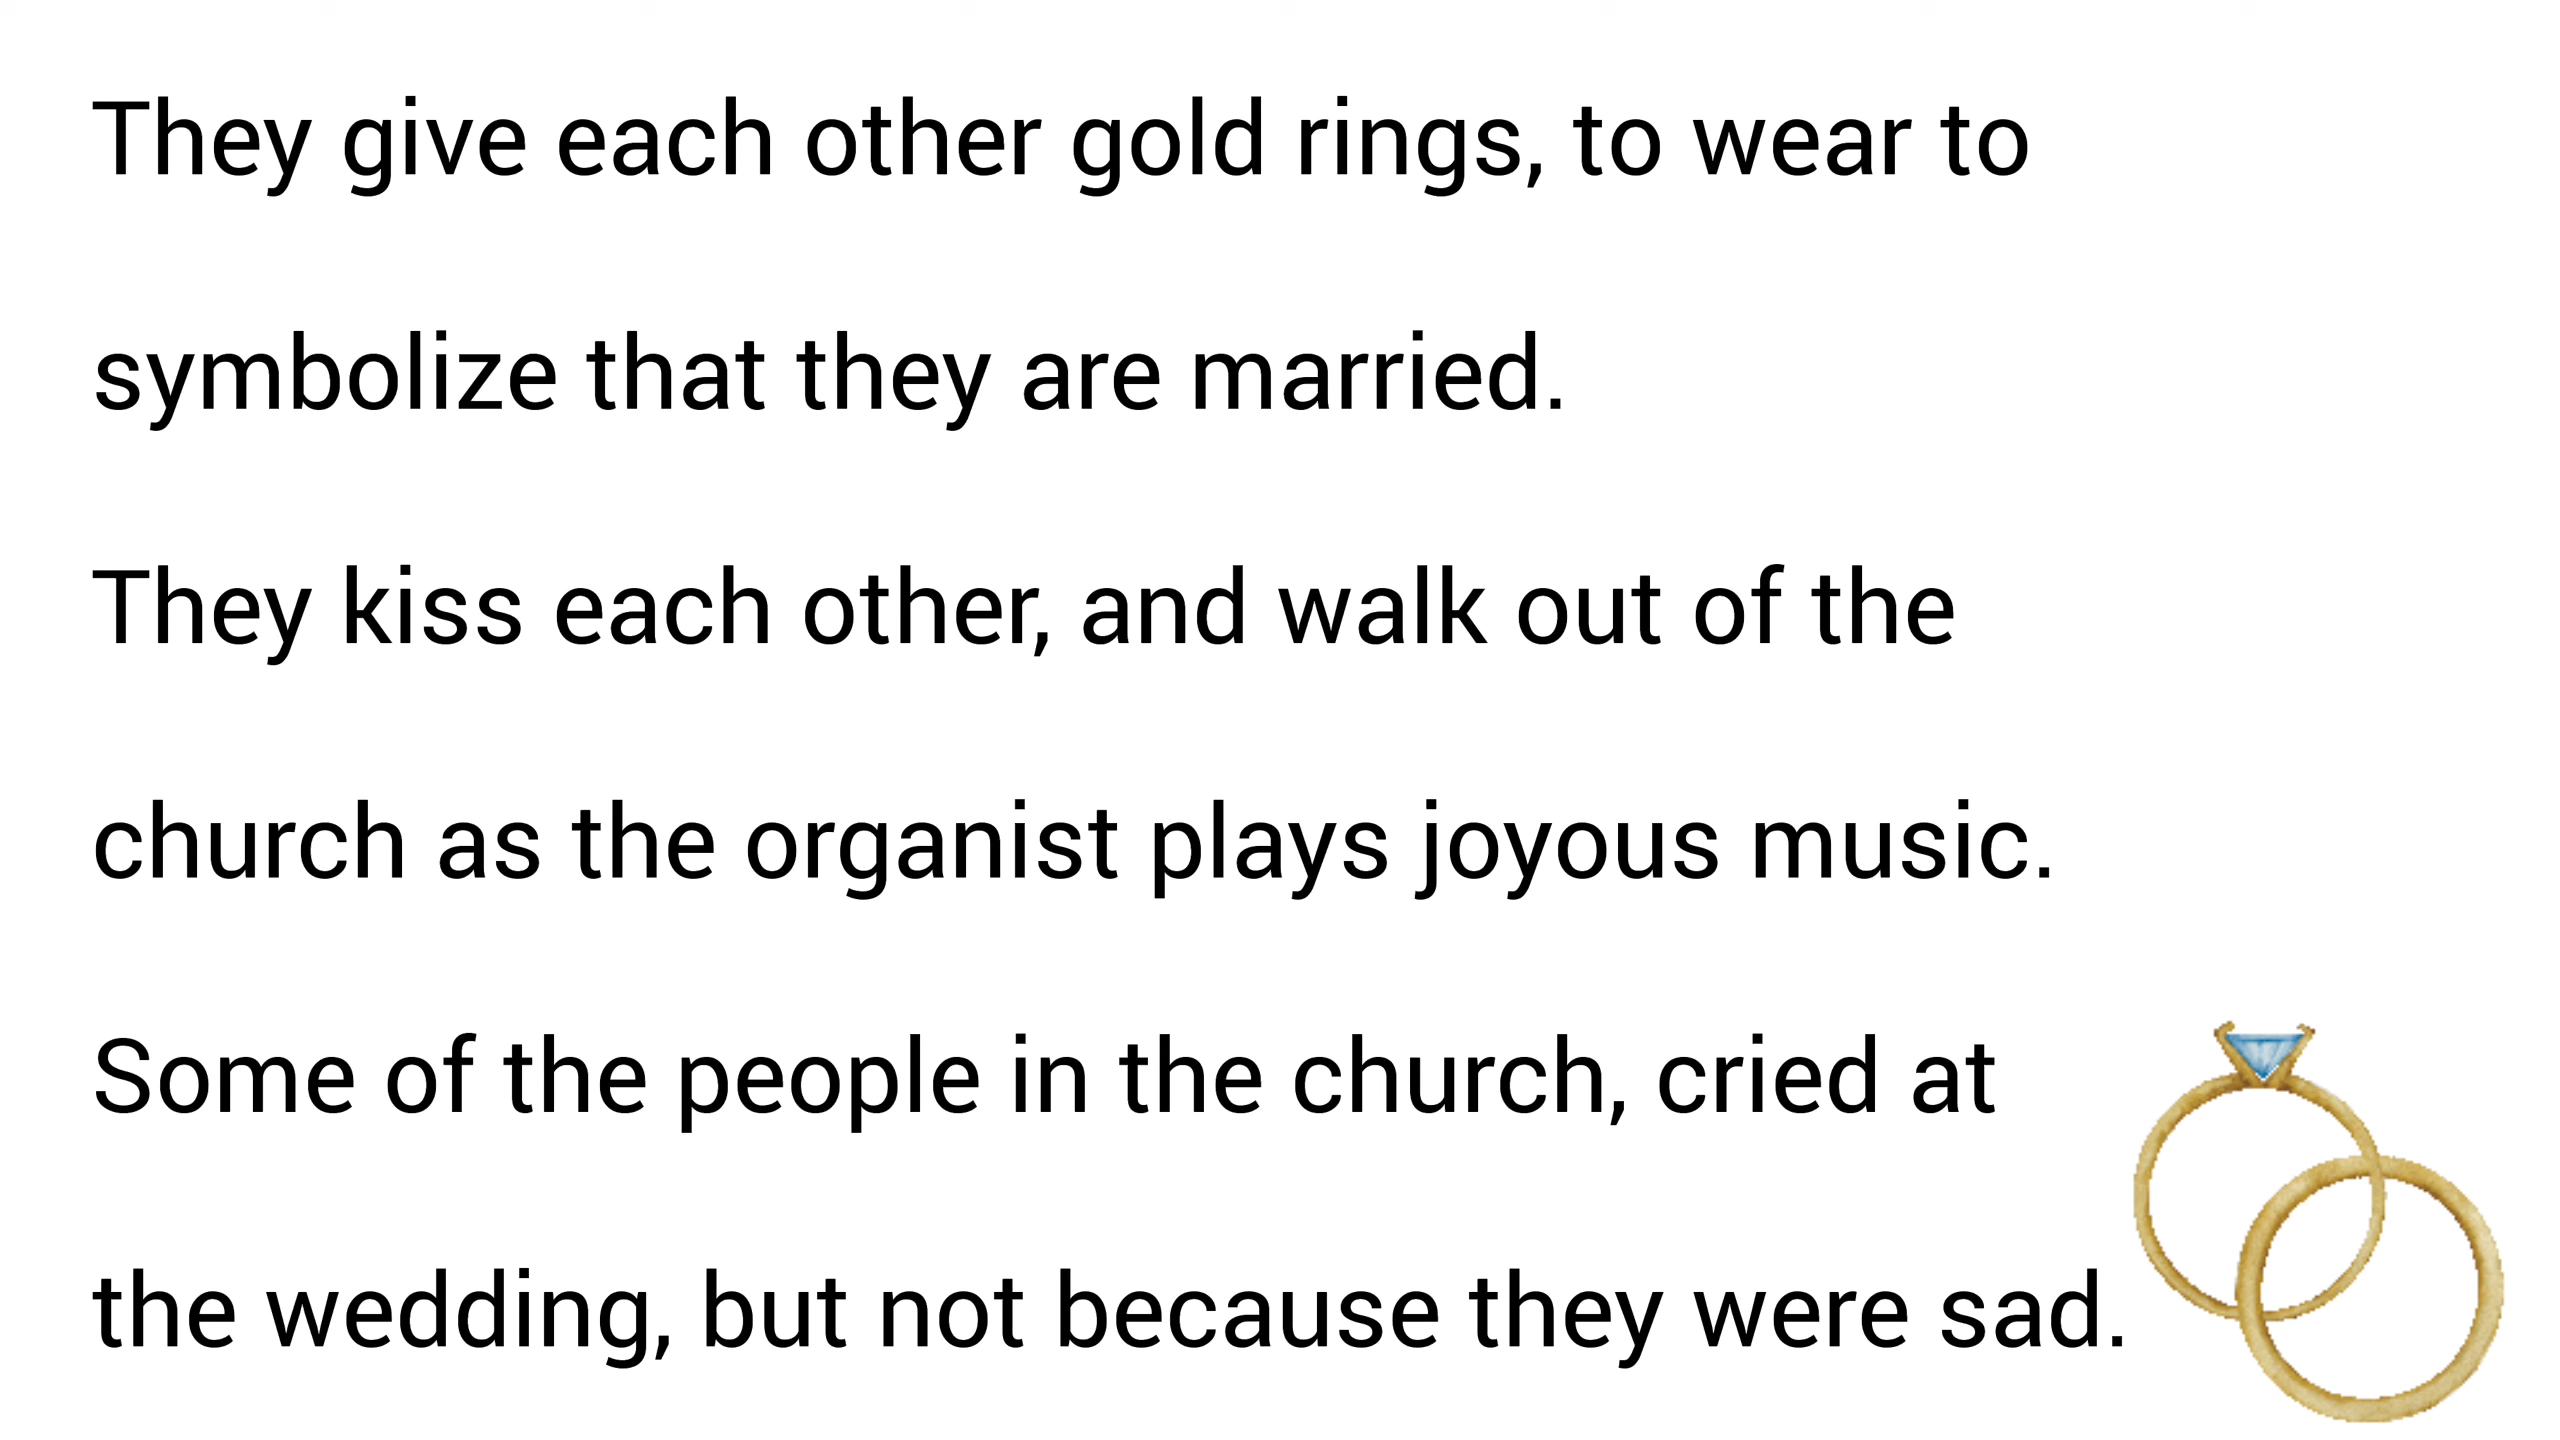 They give each other gold rings, to wear to
symbolize that they are married.
They kiss each other, and walk out of the
church as the organist plays joyous music.
Some of the people in the church, cried at
the wedding, but not because they were sad.